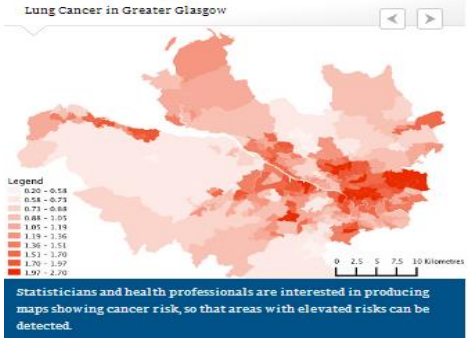 Lung Cancer in Greater Glasgow
Legend
0.20 - 0.58
0.58 - 0.73
0.73 - 0.88
0.88 - 1.05
1.05 - 1.19
1.19 - 1.36
1.36 - 1.51
1.51 - 1.70
1.70 - 1.97
1.97 - 2.70
0 2.5 5 7.5 10 Kilometres
Statisticians and health professionals are interested in producing
maps showing cancer risk, so that areas with elevated risks can be
detected.